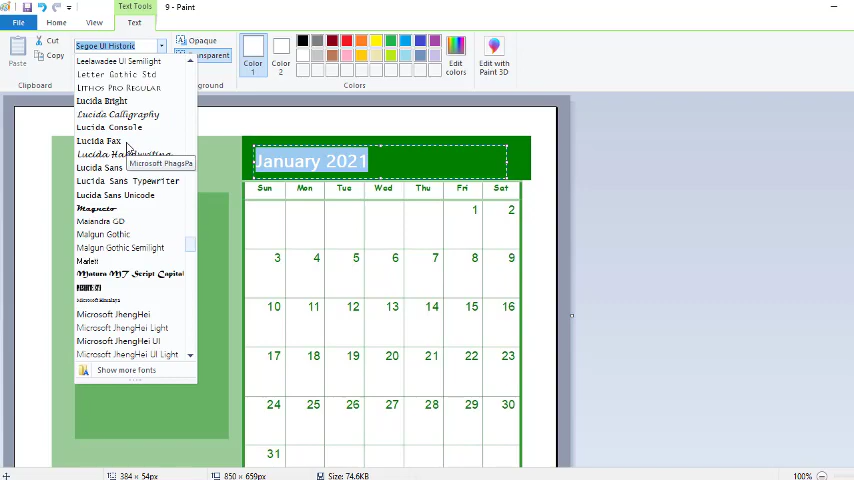 Text Tools
9 - Paint
File Home View Text
Paste
Cut
Copy
Clipboard
Segoe UI Historic
Opaque
Transparent
Color 1
Color 2
Edit colors
Edit with Paint 3D
Colors
Leelawadee UI Semilight
Letter Gothic Std
Lithos Pro Regular
Lucida Bright
Lucida Calligraphy
Lucida Console
Lucida Fax
Lucida Handwriting
Microsoft PhagsPa
Lucida Sans
Lucida Sans Typewriter
Lucida Sans Unicode
Magneto
Maiandra GD
Malgun Gothic
Malgun Gothic Semilight
Marlett
Matura MT Script Capital
Microsoft Himalaya
Microsoft JhengHei
Microsoft JhengHei Light
Microsoft JhengHei UI
Microsoft JhengHei UI Light
Show more fonts
January 2021
Sun Mon Tue Wed Thu Fri Sat
1 2
3 4 5 6 7 8 9
10 11 12 13 14 15 16
17 18 19 20 21 22 23
24 25 26 27 28 29 30
31
384 × 54px
850 × 659px
Size: 74.6KB
100%